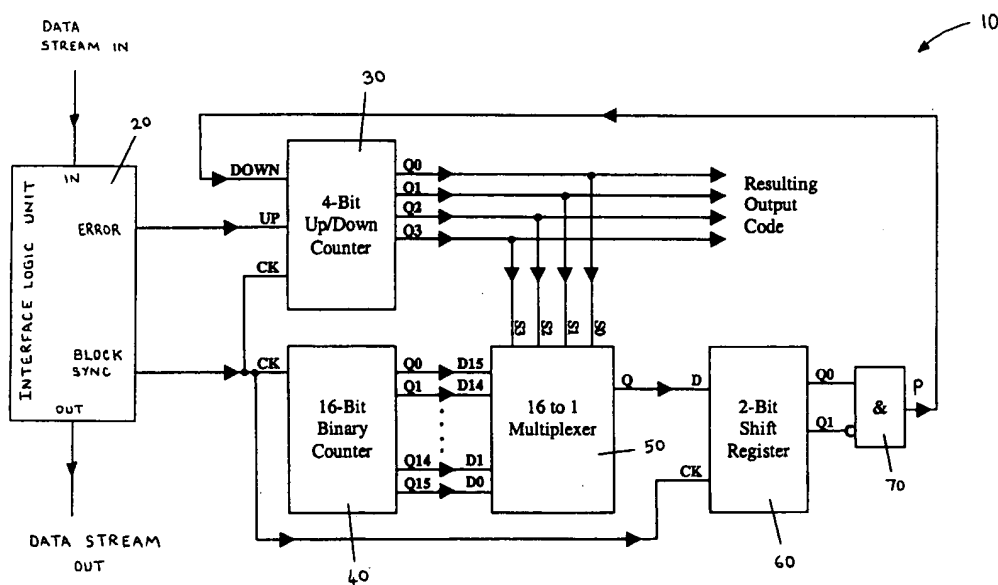 10
DATA
STREAM IN
20
IN
INTERFACE LOGIC UNIT
ERROR
BLOCK
SYNC
OUT
DATA STREAM
OUT
30
DOWN
UP
CK
4-Bit
Up/Down
Counter
Q0
Q1
Q2
Q3
Resulting
Output
Code
S3
S2
S1
S0
CK
16-Bit
Binary
Counter
40
Q0
Q1
Q14
Q15
D15
D14
D1
D0
16 to 1
Multiplexer
50
Q
D
CK
2-Bit
Shift
Register
60
Q0
Q1
&
70
P